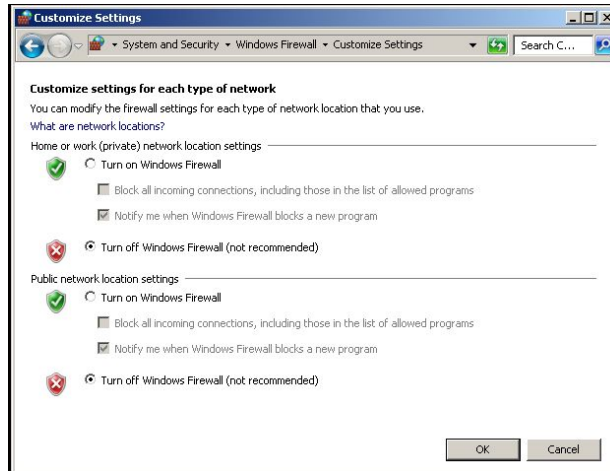 Customize Settings
System and Security Windows Firewall Customize Settings Search C...
Customize settings for each type of network
You can modify the firewall settings for each type of network location that you use.
What are network locations?
Home or work (private) network location settings
Turn on Windows Firewall
Block all incoming connections, including those in the list of allowed programs
Notify me when Windows Firewall blocks a new program
Turn off Windows Firewall (not recommended)
Public network location settings
Turn on Windows Firewall
Block all incoming connections, including those in the list of allowed programs
Notify me when Windows Firewall blocks a new program
Turn off Windows Firewall (not recommended)
OK Cancel